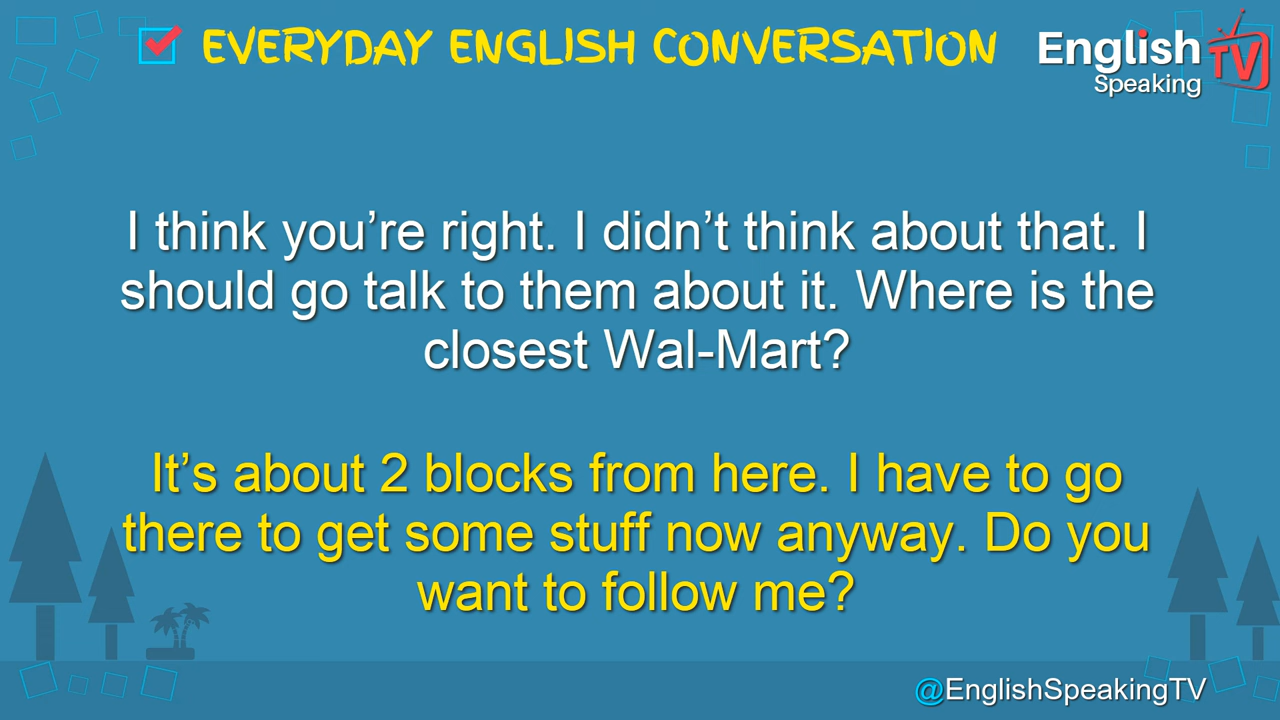 EVERYDAY ENGLISH CONVERSATION
English
Speaking
TV
I think you’re right. I didn’t think about that. I
should go talk to them about it. Where is the
closest Wal-Mart?
It’s about 2 blocks from here. I have to go
there to get some stuff now anyway. Do you
want to follow me?
@EnglishSpeakingTV